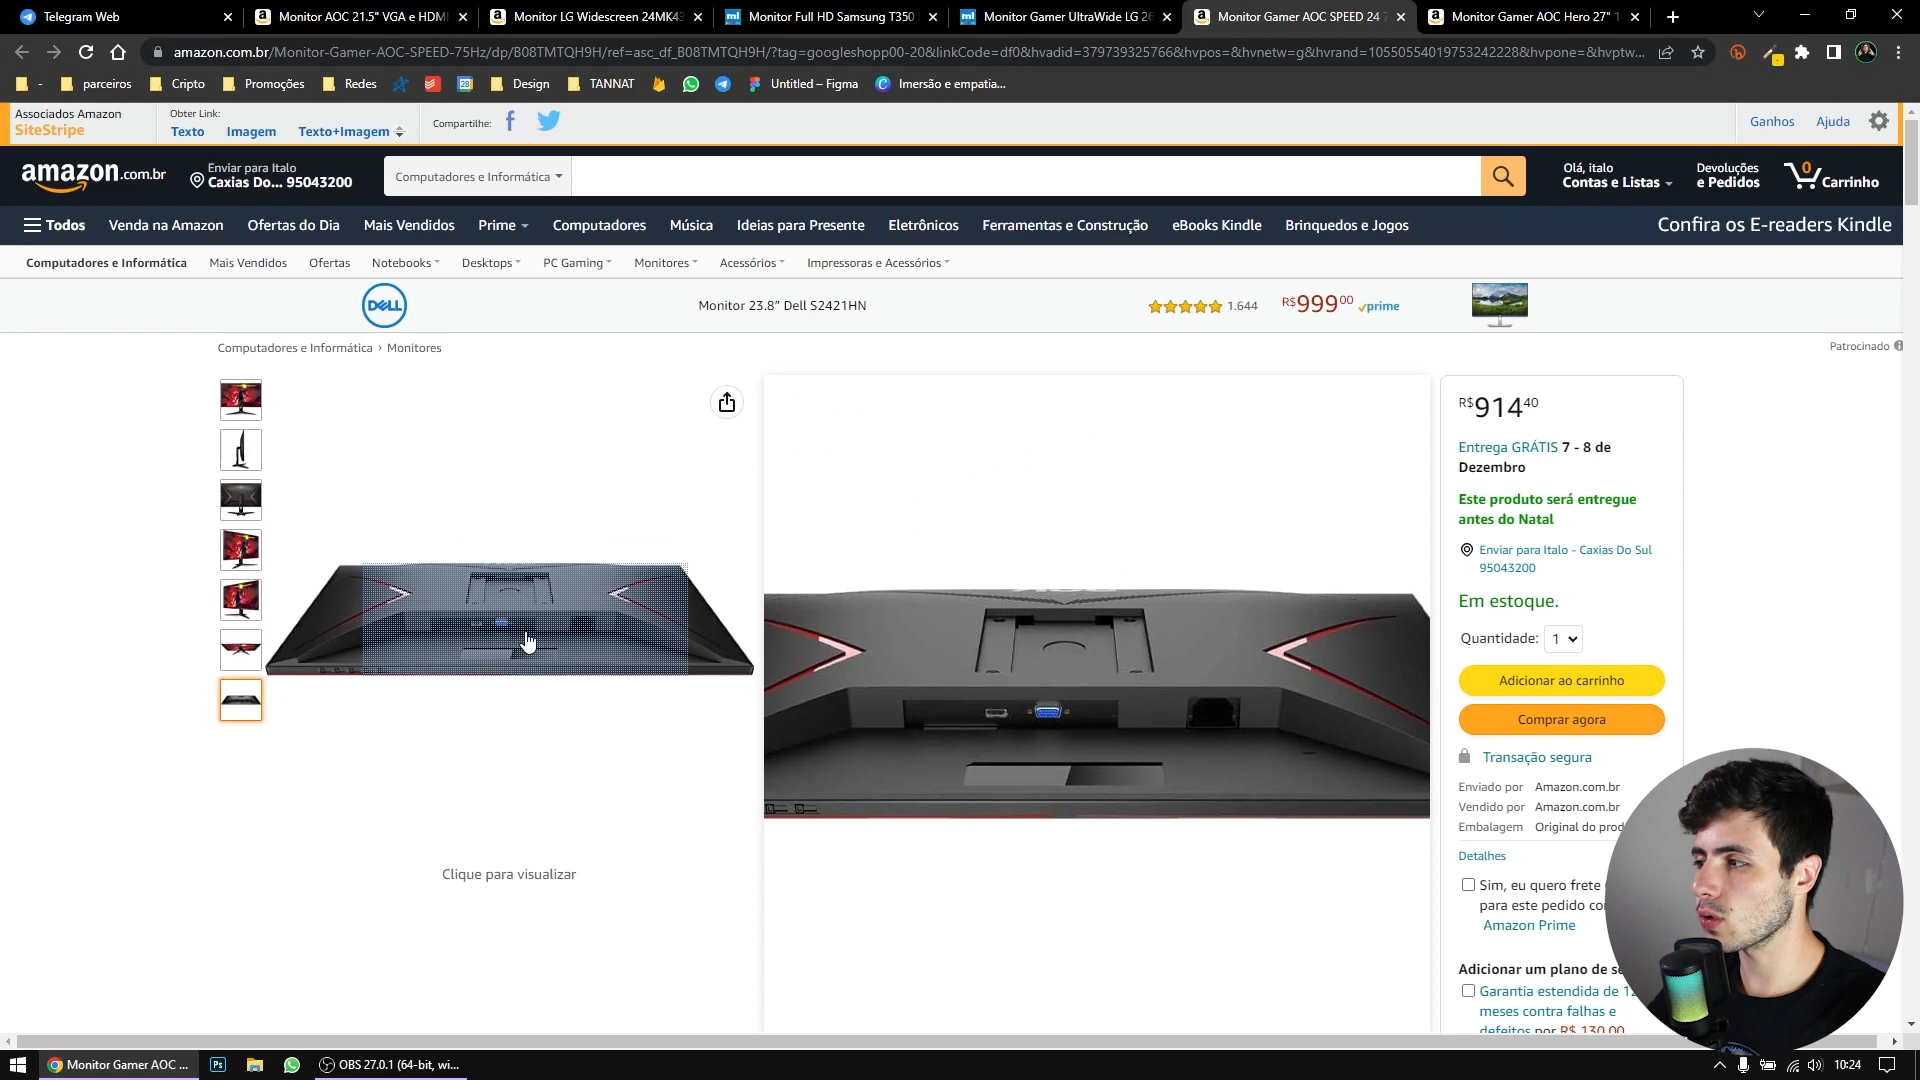 Telegram Web
Monitor AOC 21.5" VGA e HDMI
Monitor LG Widescreen 24MK43
Monitor Full HD Samsung T350
Monitor Gamer UltraWide LG 26
Monitor Gamer AOC SPEED 24
Monitor Gamer AOC Hero 27"
amazon.com.br/Monitor-Gamer-AOC-SPEED-75Hz/dp/B08TMTQH9H/ref=asc_df_B08TMTQH9H/?tag=googleshopp00-20&linkCode=df0&hvadid=379739325766&hvpos=&hvnetw=g&hvrand=10550554019753242228&hvpone=&hvptw...
-
parceiros
Cripto
Promoções
Redes
28
Design
TANNAT
Untitled – Figma
Imersão e empatia...
Associados Amazon
SiteStripe
Obter Link:
Texto
Imagem
Texto+Imagem
Compartilhe:
Ganhos
Ajuda
amazon.com.br
Enviar para Italo
Caxias Do... 95043200
Computadores e Informática
Olá, italo
Contas e Listas
Devoluções
e Pedidos
0
Carrinho
Todos
Venda na Amazon
Ofertas do Dia
Mais Vendidos
Prime
Computadores
Música
Ideias para Presente
Eletrônicos
Ferramentas e Construção
eBooks Kindle
Brinquedos e Jogos
Confira os E-readers Kindle
Computadores e Informática
Mais Vendidos
Ofertas
Notebooks
Desktops
PC Gaming
Monitores
Acessórios
Impressoras e Acessórios
DELL
Monitor 23.8” Dell S2421HN
1.644
R$999⁰⁰
prime
Computadores e Informática › Monitores
Patrocinado
R$914⁴⁰
Entrega GRÁTIS 7 - 8 de
Dezembro
Este produto será entregue
antes do Natal
Enviar para Italo - Caxias Do Sul
95043200
Em estoque.
Quantidade: 1
Adicionar ao carrinho
Comprar agora
Transação segura
Enviado por Amazon.com.br
Vendido por Amazon.com.br
Embalagem Original do prod
Detalhes
Sim, eu quero frete
para este pedido co
Amazon Prime
Adicionar um plano de se
Garantia estendida de 12
meses contra falhas e
defeitos por R$ 130,00
Clique para visualizar
Monitor Gamer AOC ...
Ps
OBS 27.0.1 (64-bit, wi...
10:24